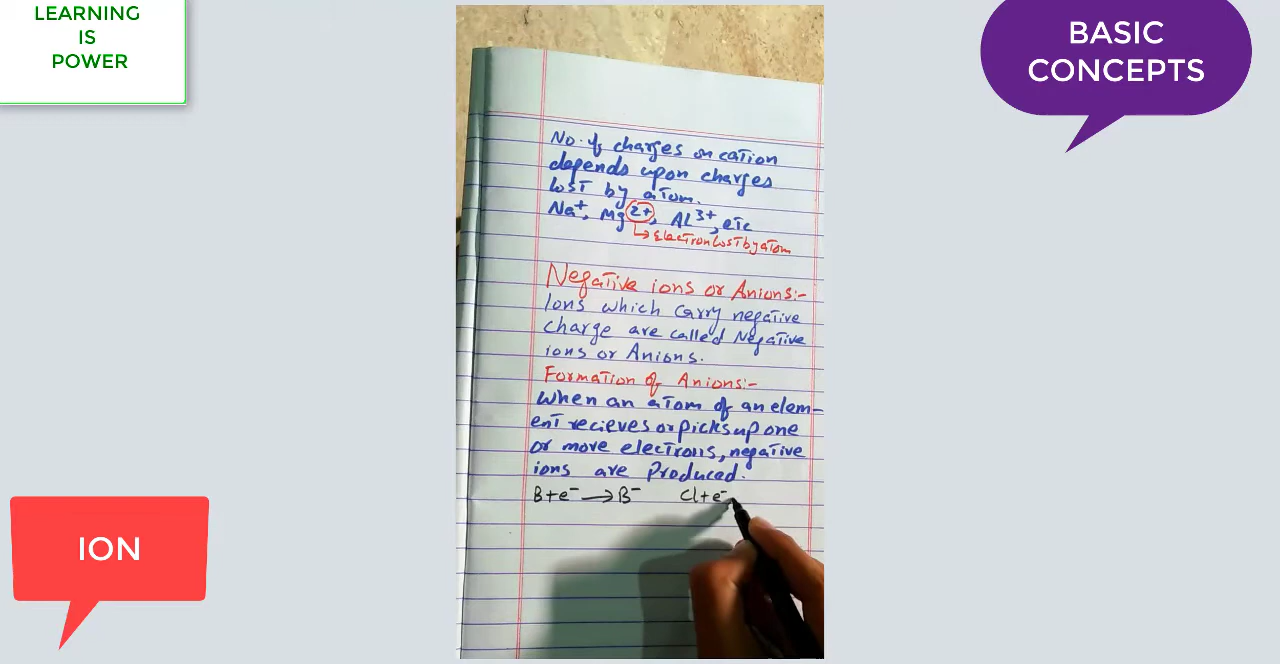 LEARNING
IS
POWER
BASIC
CONCEPTS
No. of charges on cation
depends upon charges
lost by atom.
Na⁺, Mg²⁺, Al³⁺, etc
↳ electron lost by atom
Negative ions or Anions:-
Ions which carry negative
charge are called Negative
ions or Anions.
Formation of Anions:-
When an atom of an elem-
ent recieves or picks up one
or more electrons, negative
ions are produced.
B+e⁻ → B⁻ Cl+e⁻
ION